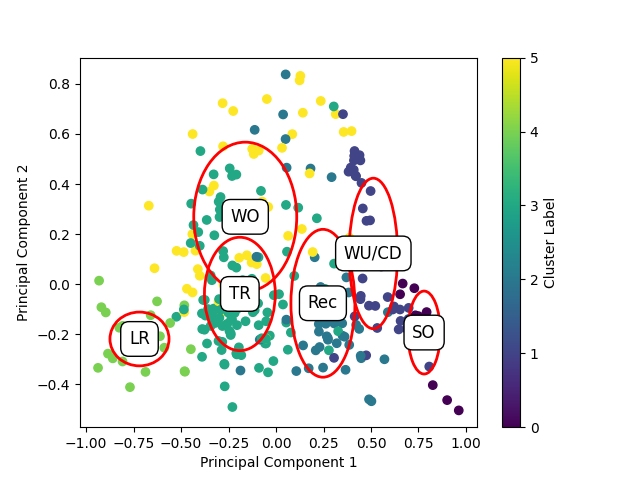 0.8
0.6
0.4
0.2
0.0
−0.2
−0.4
Principal Component 2
WO
WU/CD
TR
Rec
LR
SO
−1.00 −0.75 −0.50 −0.25 0.00 0.25 0.50 0.75 1.00
Principal Component 1
5
4
3
2
1
0
Cluster Label